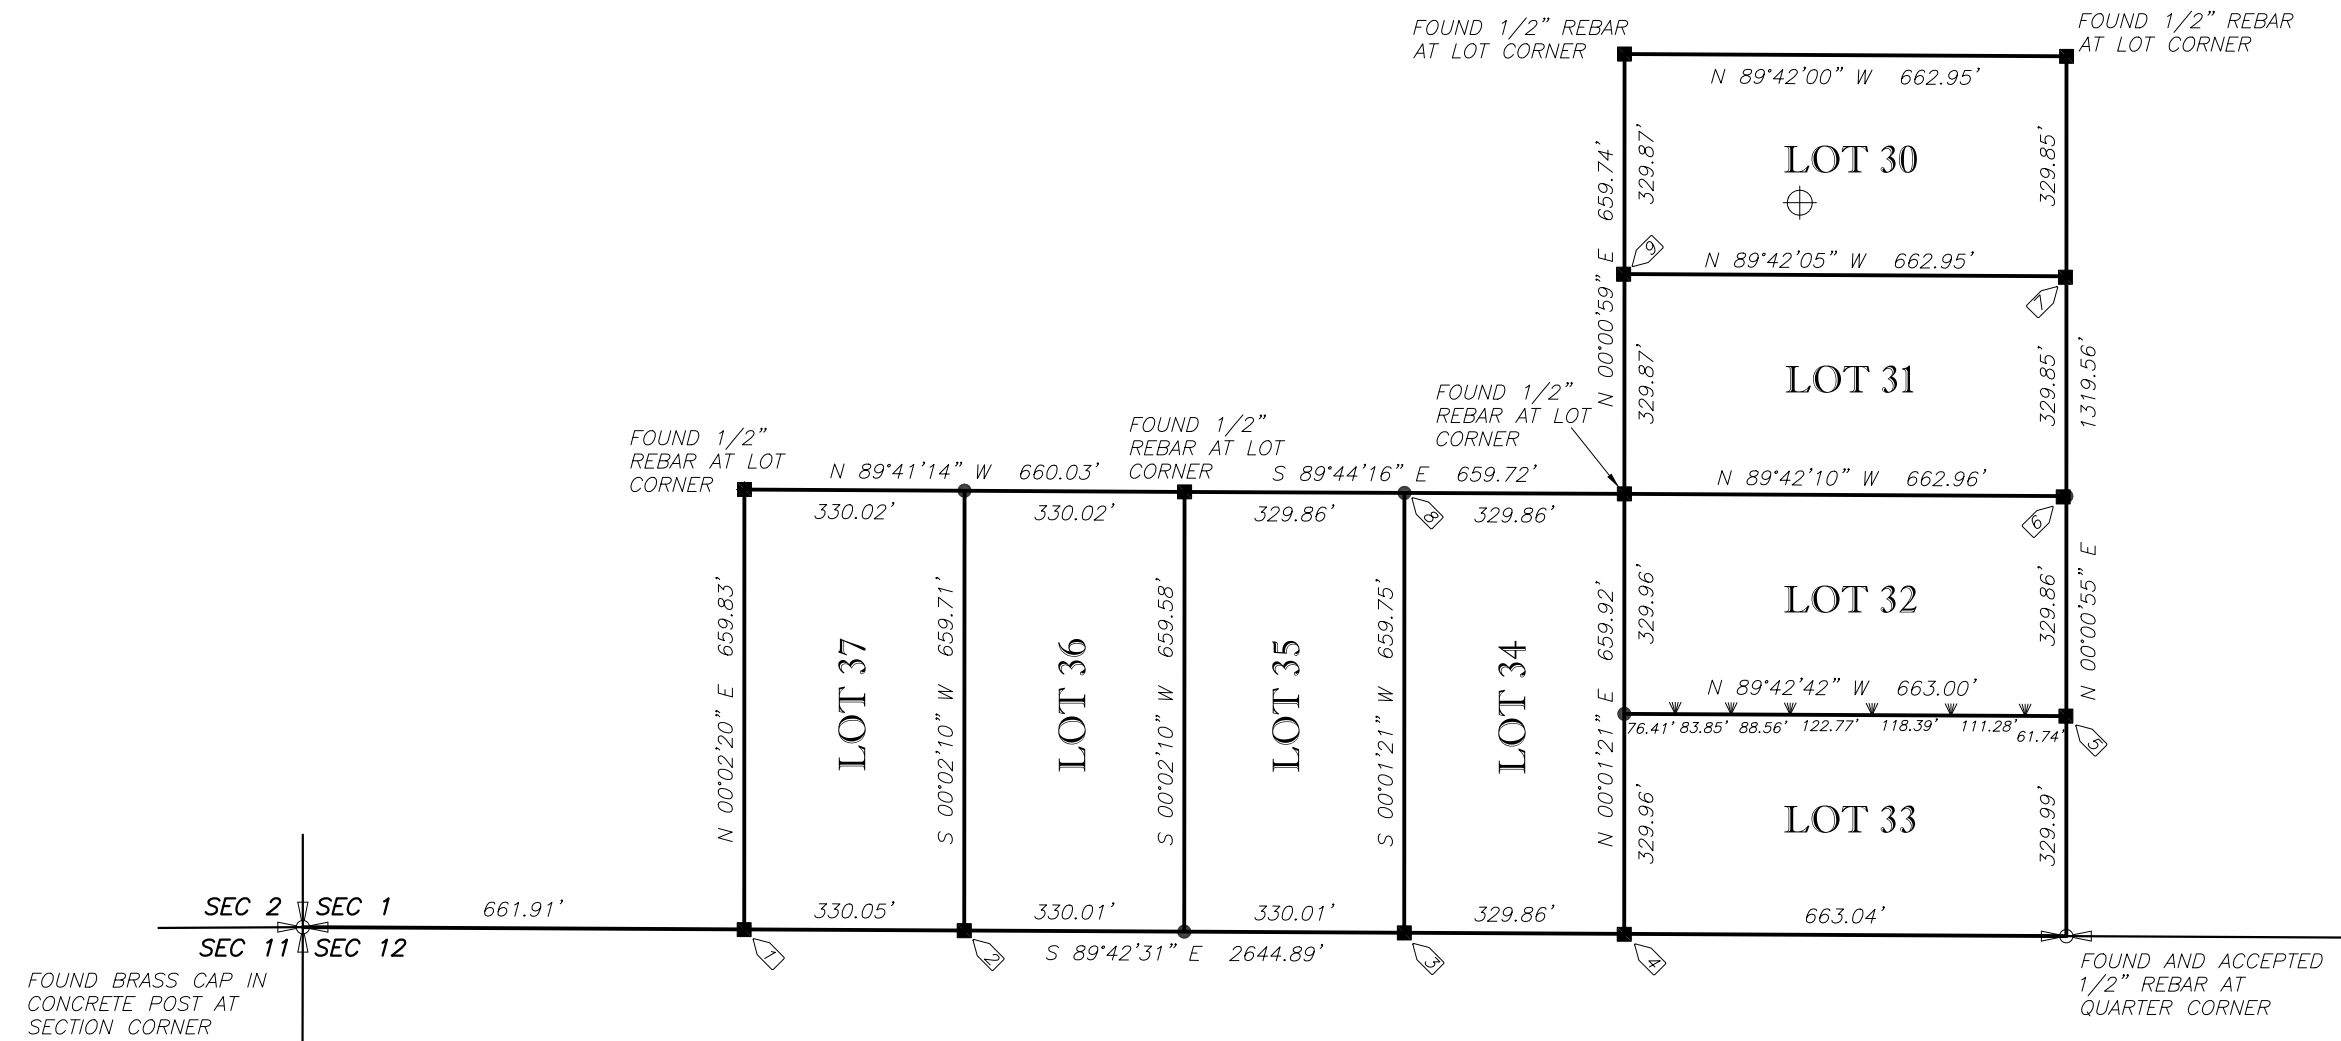 FOUND 1/2" REBAR
AT LOT CORNER
FOUND 1/2" REBAR
AT LOT CORNER
N 89°42'00" W 662.95'
329.87'
LOT 30
329.85'
N 00°00'59" E 659.74'
9
N 89°42'05" W 662.95'
7
329.87'
LOT 31
329.85'
1319.56'
N 00°00'55" E
FOUND 1/2"
REBAR AT LOT
CORNER
FOUND 1/2"
REBAR AT LOT
CORNER
FOUND 1/2"
REBAR AT LOT
CORNER
N 89°41'14" W 660.03'
S 89°44'16" E 659.72'
N 89°42'10" W 662.96'
330.02'
330.02'
329.86'
8
329.86'
6
N 00°02'20" E 659.83'
LOT 37
S 00°02'10" W 659.71'
LOT 36
S 00°02'10" W 659.58'
LOT 35
S 00°01'21" W 659.75'
LOT 34
N 00°01'21" E 659.92'
329.96'
LOT 32
329.86'
N 89°42'42" W 663.00'
76.41' 83.85' 88.56' 122.77' 118.39' 111.28' 61.74'
5
329.96'
LOT 33
329.99'
SEC 2 SEC 1
SEC 11 SEC 12
661.91'
330.05'
330.01'
330.01'
329.86'
663.04'
1
2
S 89°42'31" E 2644.89'
3
4
FOUND BRASS CAP IN
CONCRETE POST AT
SECTION CORNER
FOUND AND ACCEPTED
1/2" REBAR AT
QUARTER CORNER